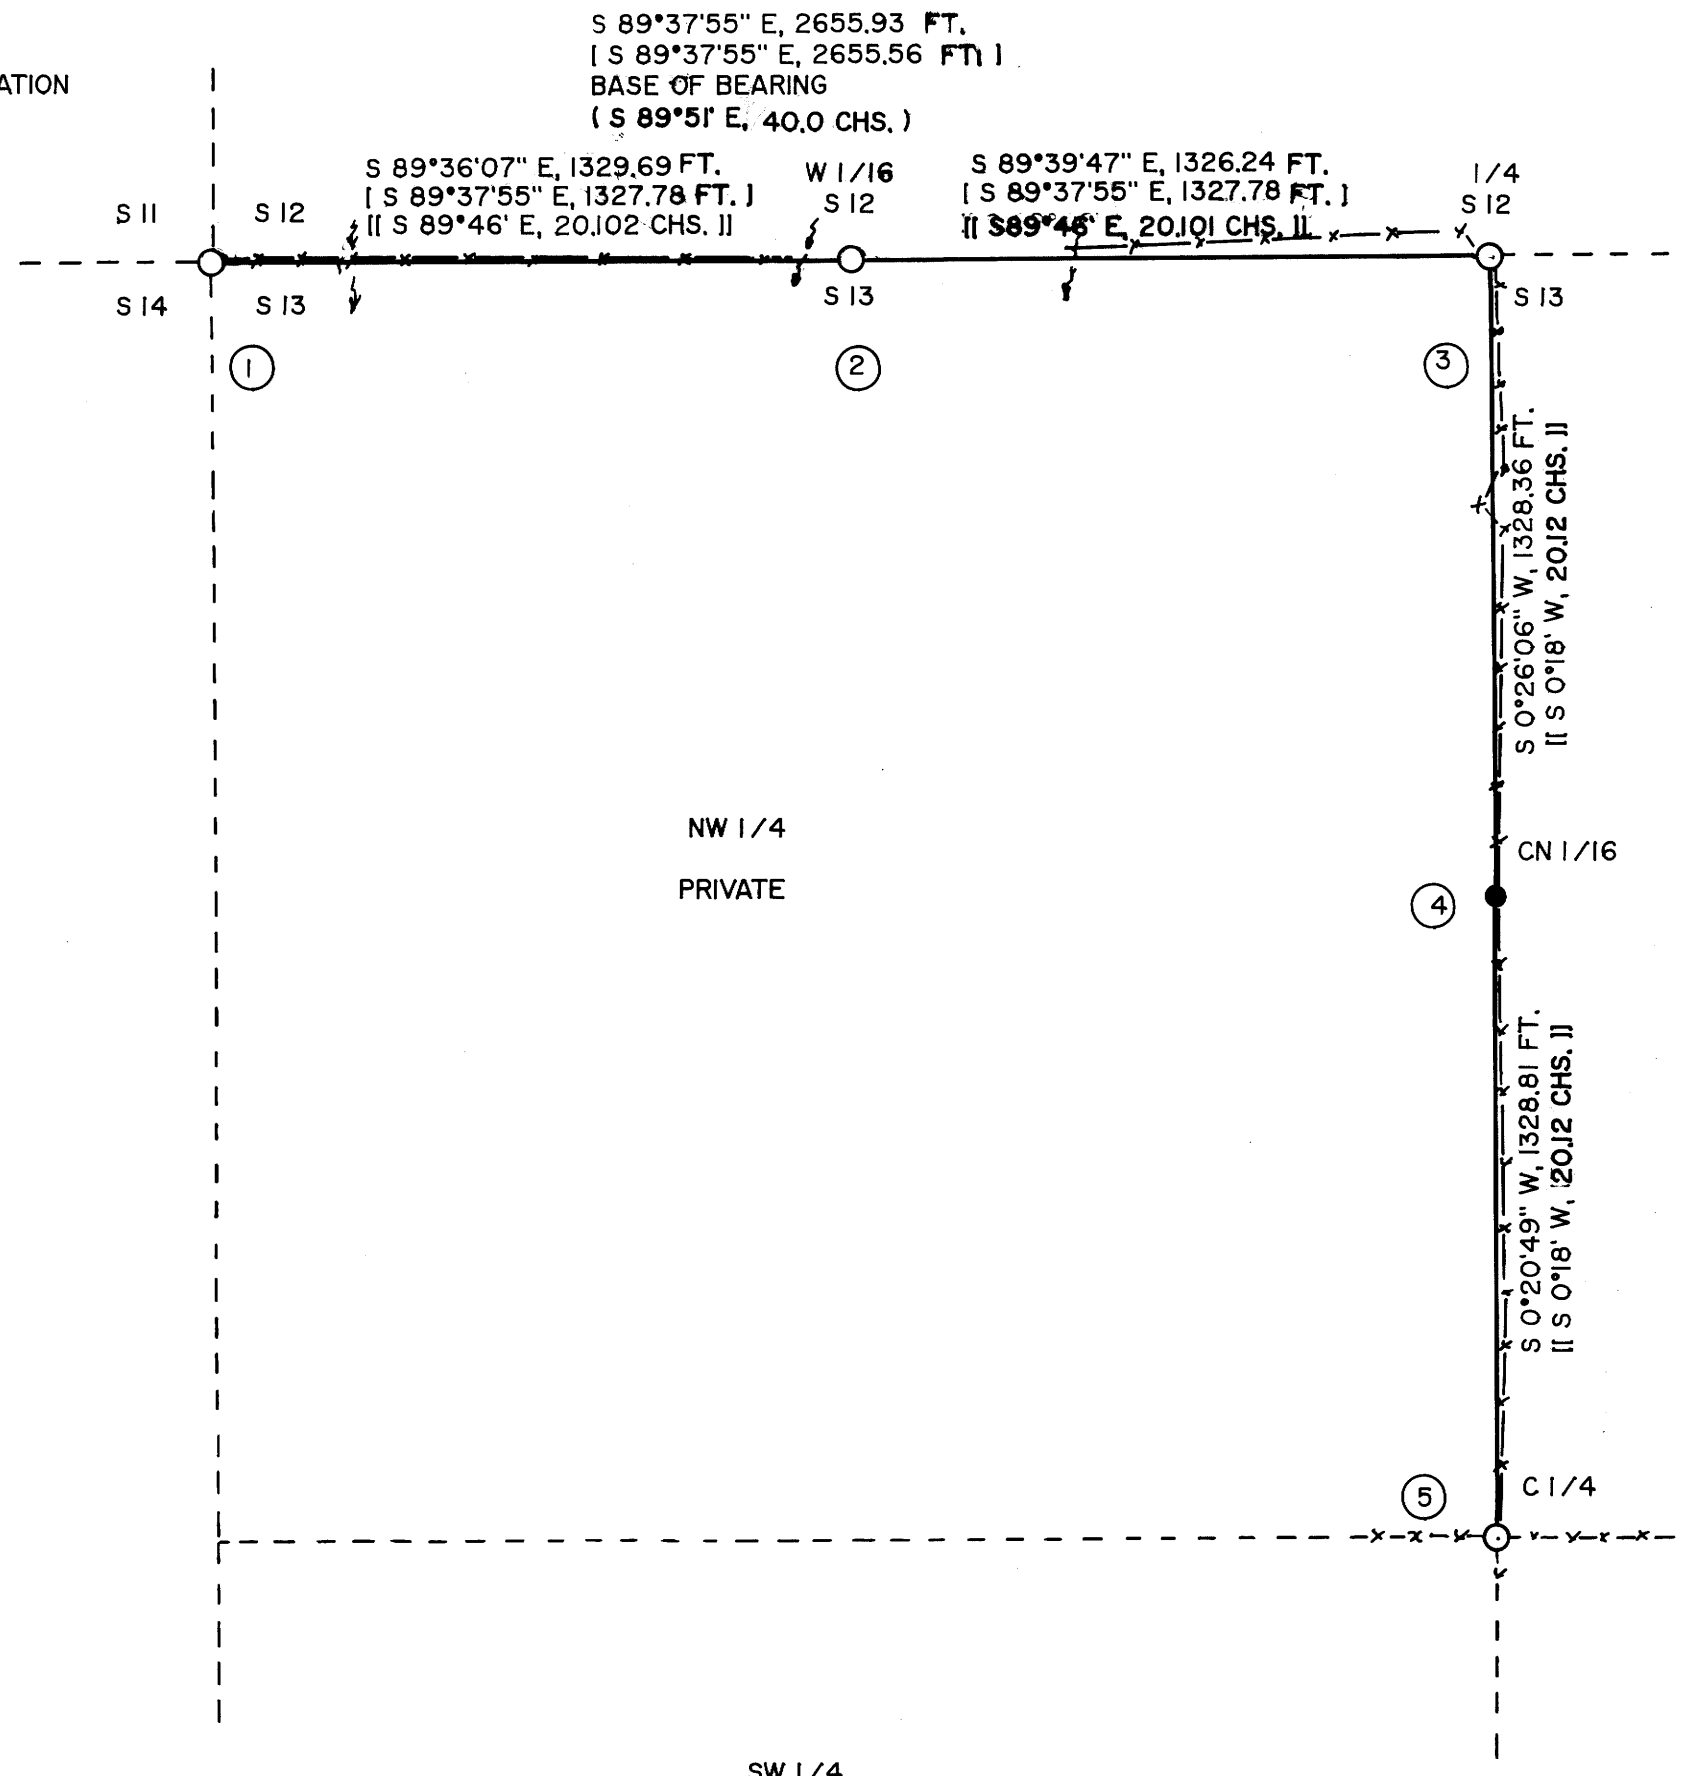 S 89°37'55" E, 2655.93 FT.
[ S 89°37'55" E, 2655.56 FT. ]
BASE OF BEARING
( S 89°51' E, 40.0 CHS. )
ATION
S 89°36'07" E, 1329.69 FT.
[ S 89°37'55" E, 1327.78 FT. ]
[[ S 89°46' E, 20.102 CHS. ]]
W 1/16
S 12
S 89°39'47" E, 1326.24 FT.
[ S 89°37'55" E, 1327.78 FT. ]
[[ S89°46' E, 20.101 CHS. ]]
1/4
S 12
S 11
S 12
S 14
S 13
S 13
S 13
1
2
3
S 0°26'06" W, 1328.36 FT.
[[ S 0°18' W, 20.12 CHS. ]]
NW 1/4
PRIVATE
CN 1/16
4
S 0°20'49" W, 1328.81 FT.
[[ S 0°18' W, 20.12 CHS. ]]
5
C 1/4
SW 1/4